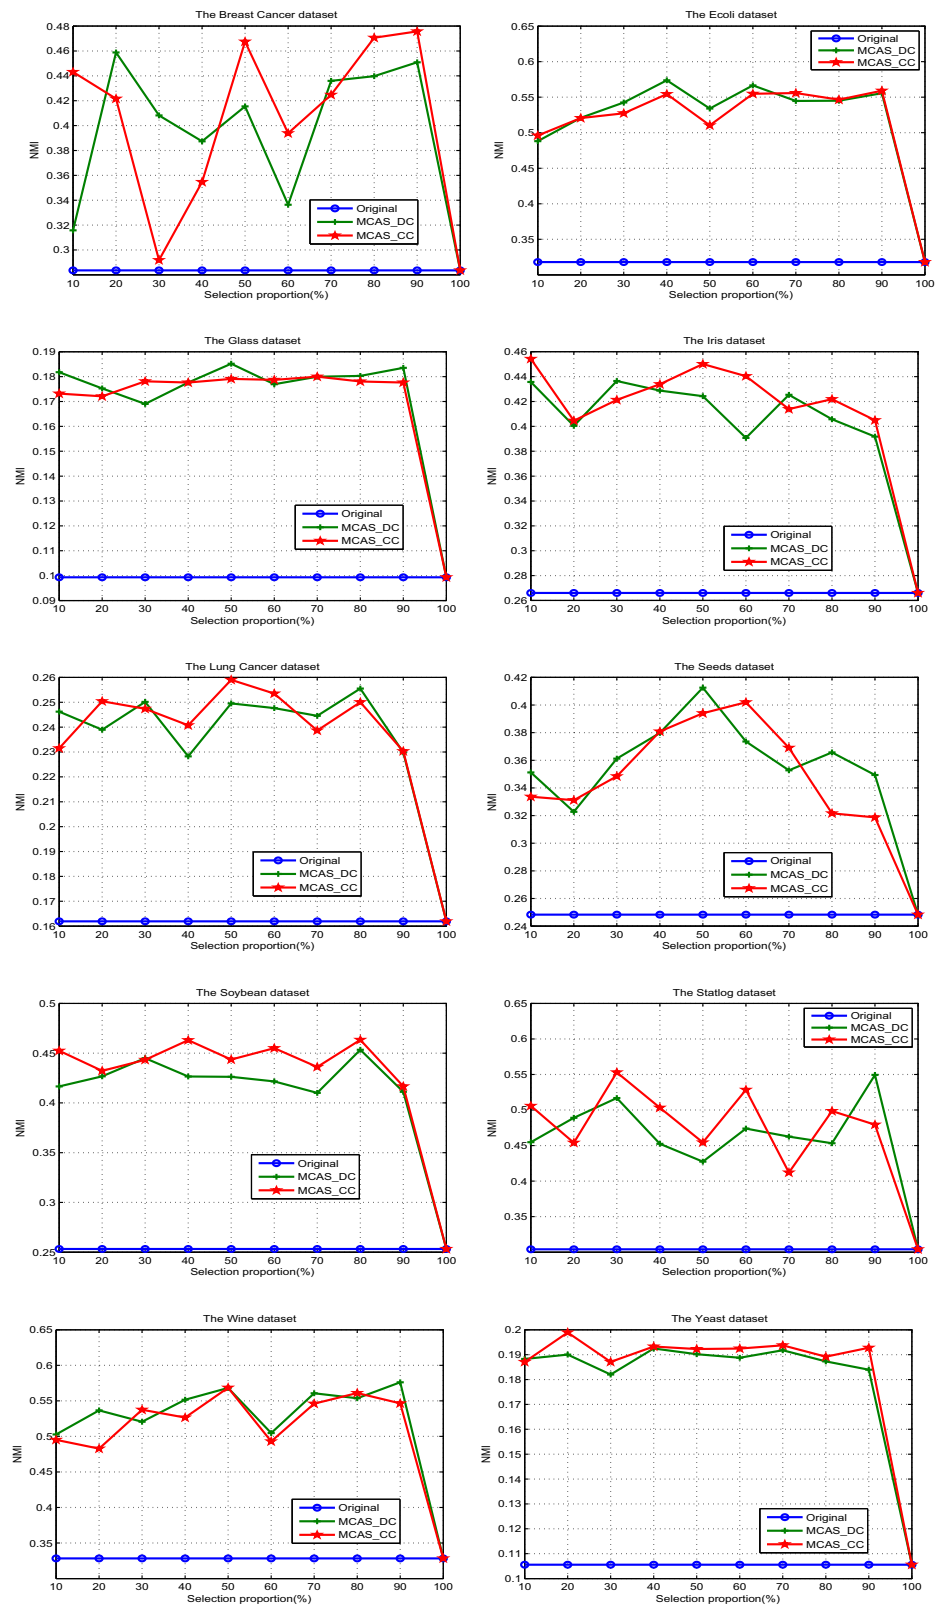 The Breast Cancer dataset
0.48
0.46
0.44
0.42
0.4
0.38
0.36
0.34
0.32
0.3
NMI
Original
MCAS_DC
MCAS_CC
10 20 30 40 50 60 70 80 90 100
Selection proportion(%)
The Ecoli dataset
0.65
0.6
0.55
0.5
0.45
0.4
0.35
NMI
Original
MCAS_DC
MCAS_CC
10 20 30 40 50 60 70 80 90 100
Selection proportion(%)
The Glass dataset
0.19
0.18
0.17
0.16
0.15
0.14
0.13
0.12
0.11
0.1
0.09
NMI
Original
MCAS_DC
MCAS_CC
10 20 30 40 50 60 70 80 90 100
Selection proportion(%)
The Iris dataset
0.46
0.44
0.42
0.4
0.38
0.36
0.34
0.32
0.3
0.28
0.26
NMI
Original
MCAS_DC
MCAS_CC
10 20 30 40 50 60 70 80 90 100
Selection proportion(%)
The Lung Cancer dataset
0.26
0.25
0.24
0.23
0.22
0.21
0.2
0.19
0.18
0.17
0.16
NMI
Original
MCAS_DC
MCAS_CC
10 20 30 40 50 60 70 80 90 100
Selection proportion(%)
The Seeds dataset
0.42
0.4
0.38
0.36
0.34
0.32
0.3
0.28
0.26
0.24
NMI
Original
MCAS_DC
MCAS_CC
10 20 30 40 50 60 70 80 90 100
Selection proportion(%)
The Soybean dataset
0.5
0.45
0.4
0.35
0.3
0.25
NMI
Original
MCAS_DC
MCAS_CC
10 20 30 40 50 60 70 80 90 100
Selection proportion(%)
The Statlog dataset
0.65
0.6
0.55
0.5
0.45
0.4
0.35
NMI
Original
MCAS_DC
MCAS_CC
10 20 30 40 50 60 70 80 90 100
Selection proportion(%)
The Wine dataset
0.65
0.6
0.55
0.5
0.45
0.4
0.35
NMI
Original
MCAS_DC
MCAS_CC
10 20 30 40 50 60 70 80 90 100
Selection proportion(%)
The Yeast dataset
0.2
0.19
0.18
0.17
0.16
0.15
0.14
0.13
0.12
0.11
0.1
NMI
Original
MCAS_DC
MCAS_CC
10 20 30 40 50 60 70 80 90 100
Selection proportion(%)